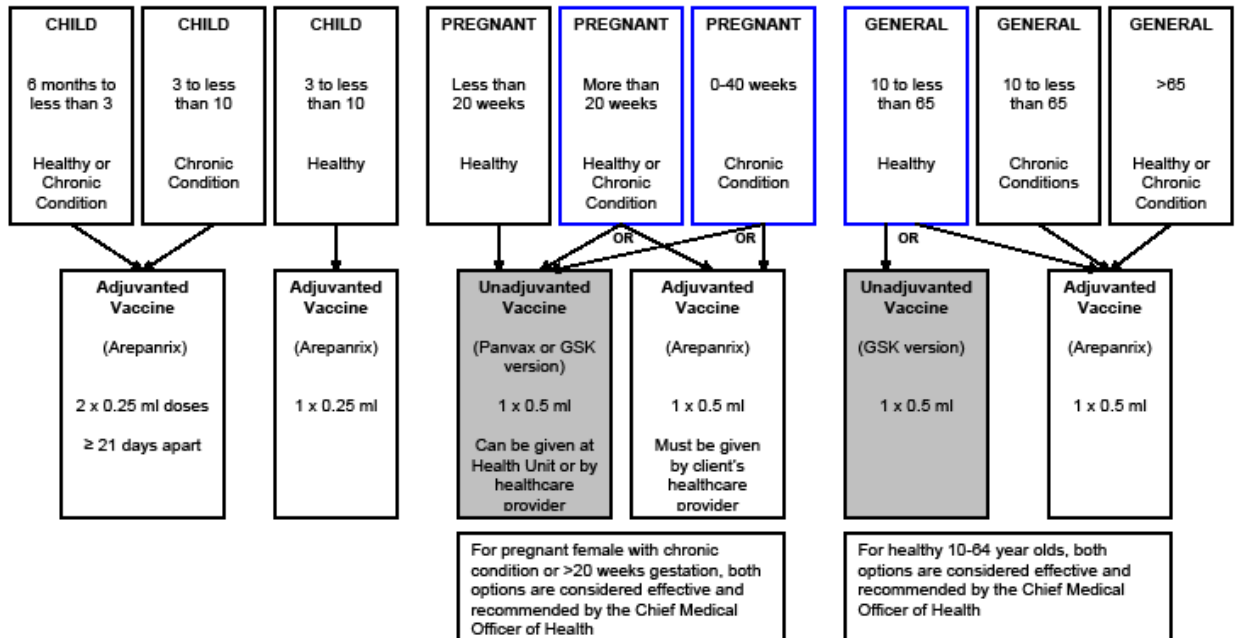 CHILD
6 months to
less than 3
Healthy or
Chronic
Condition
CHILD
3 to less
than 10
Chronic
Condition
CHILD
3 to less
than 10
Healthy
PREGNANT
Less than
20 weeks
Healthy
PREGNANT
More than
20 weeks
Healthy or
Chronic
Condition
PREGNANT
0-40 weeks
Chronic
Condition
GENERAL
10 to less
than 65
Healthy
GENERAL
10 to less
than 65
Chronic
Conditions
GENERAL
>65
Healthy or
Chronic
Condition
OR
OR
OR
Adjuvanted
Vaccine
(Arepanrix)
2 x 0.25 ml doses
≥ 21 days apart
Adjuvanted
Vaccine
(Arepanrix)
1 x 0.25 ml
Unadjuvanted
Vaccine
(Panvax or GSK
version)
1 x 0.5 ml
Can be given at
Health Unit or by
healthcare
provider
Adjuvanted
Vaccine
(Arepanrix)
1 x 0.5 ml
Must be given
by client's
healthcare
provider
Unadjuvanted
Vaccine
(GSK version)
1 x 0.5 ml
Adjuvanted
Vaccine
(Arepanrix)
1 x 0.5 ml
For pregnant female with chronic
condition or >20 weeks gestation, both
options are considered effective and
recommended by the Chief Medical
Officer of Health
For healthy 10-64 year olds, both
options are considered effective and
recommended by the Chief Medical
Officer of Health